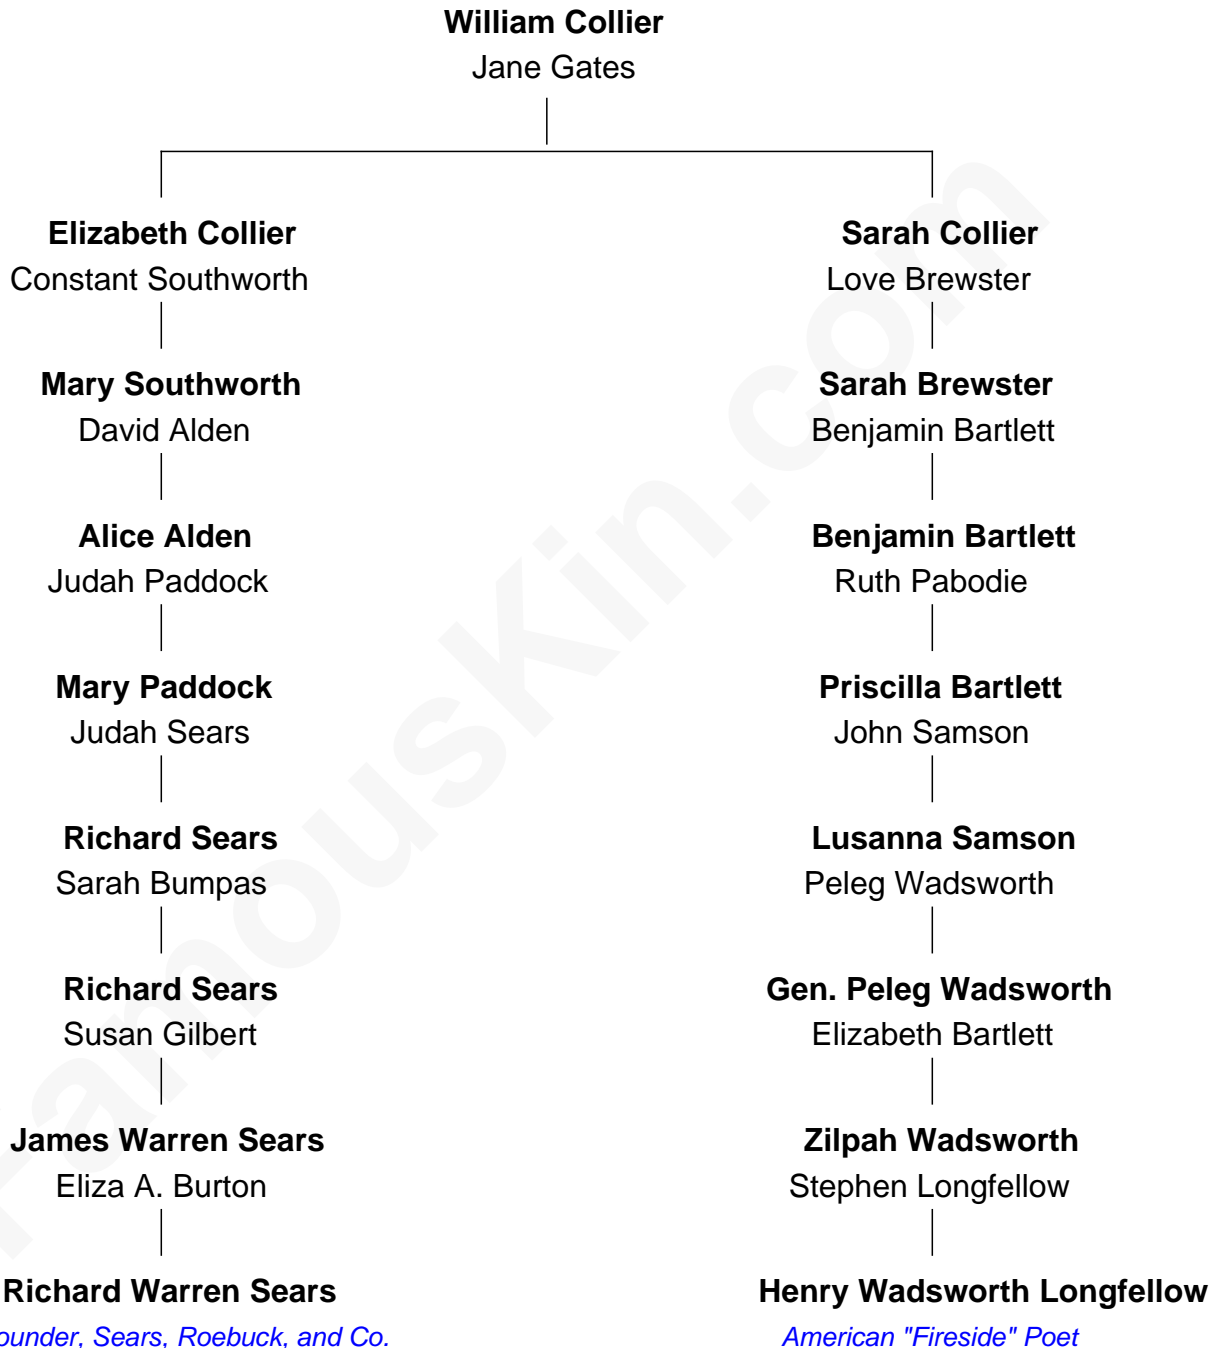 William Collier
Jane Gates
Elizabeth Collier
Constant Southworth
Sarah Collier
Love Brewster
Mary Southworth
David Alden
Sarah Brewster
Benjamin Bartlett
Alice Alden
Judah Paddock
Benjamin Bartlett
Ruth Pabodie
Mary Paddock
Judah Sears
Priscilla Bartlett
John Samson
Richard Sears
Sarah Bumpas
Lusanna Samson
Peleg Wadsworth
Richard Sears
Susan Gilbert
Gen. Peleg Wadsworth
Elizabeth Bartlett
James Warren Sears
Eliza A. Burton
Zilpah Wadsworth
Stephen Longfellow
Richard Warren Sears
ounder, Sears, Roebuck, and Co.
Henry Wadsworth Longfellow
American "Fireside" Poet
FamousKin.com